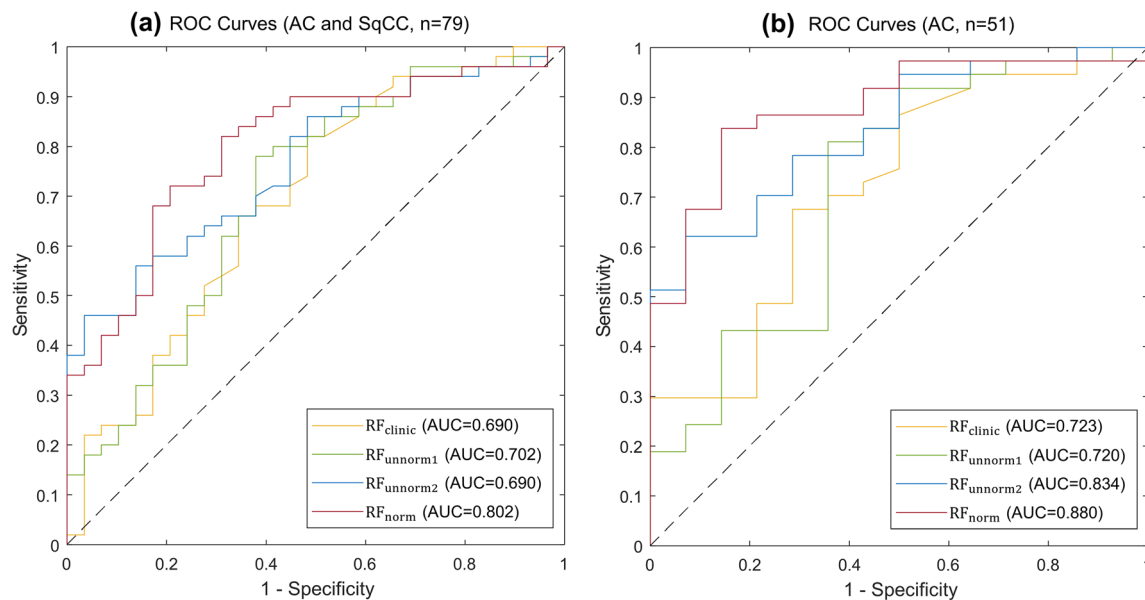 (a) ROC Curves (AC and SqCC, n=79)
1
0.9
0.8
0.7
0.6
0.5
0.4
0.3
0.2
0.1
0
Sensitivity
0 0.2 0.4 0.6 0.8 1
1 - Specificity
RFclinic (AUC=0.690)
RFunnorm1 (AUC=0.702)
RFunnorm2 (AUC=0.690)
RFnorm (AUC=0.802)
(b) ROC Curves (AC, n=51)
1
0.9
0.8
0.7
0.6
0.5
0.4
0.3
0.2
0.1
0
Sensitivity
0 0.2 0.4 0.6 0.8 1
1 - Specificity
RFclinic (AUC=0.723)
RFunnorm1 (AUC=0.720)
RFunnorm2 (AUC=0.834)
RFnorm (AUC=0.880)